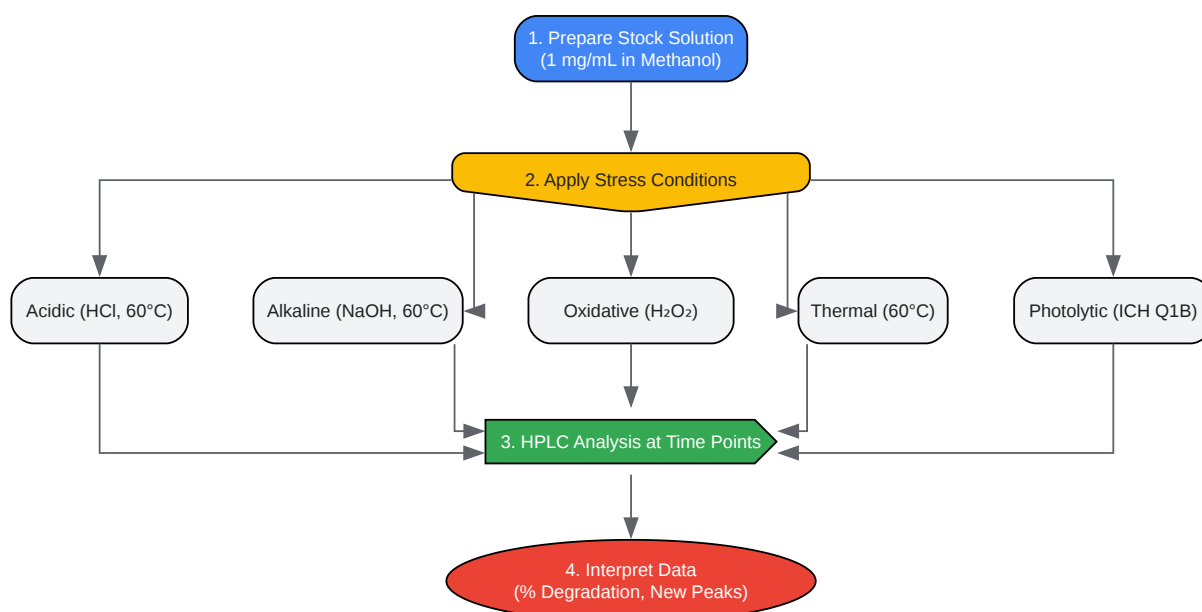 1. Prepare Stock Solution
(1 mg/mL in Methanol)
2. Apply Stress Conditions
Acidic (HCl, 60°C)
Alkaline (NaOH, 60°C)
Oxidative (H₂O₂)
Thermal (60°C)
Photolytic (ICH Q1B)
3. HPLC Analysis at Time Points
4. Interpret Data
(% Degradation, New Peaks)